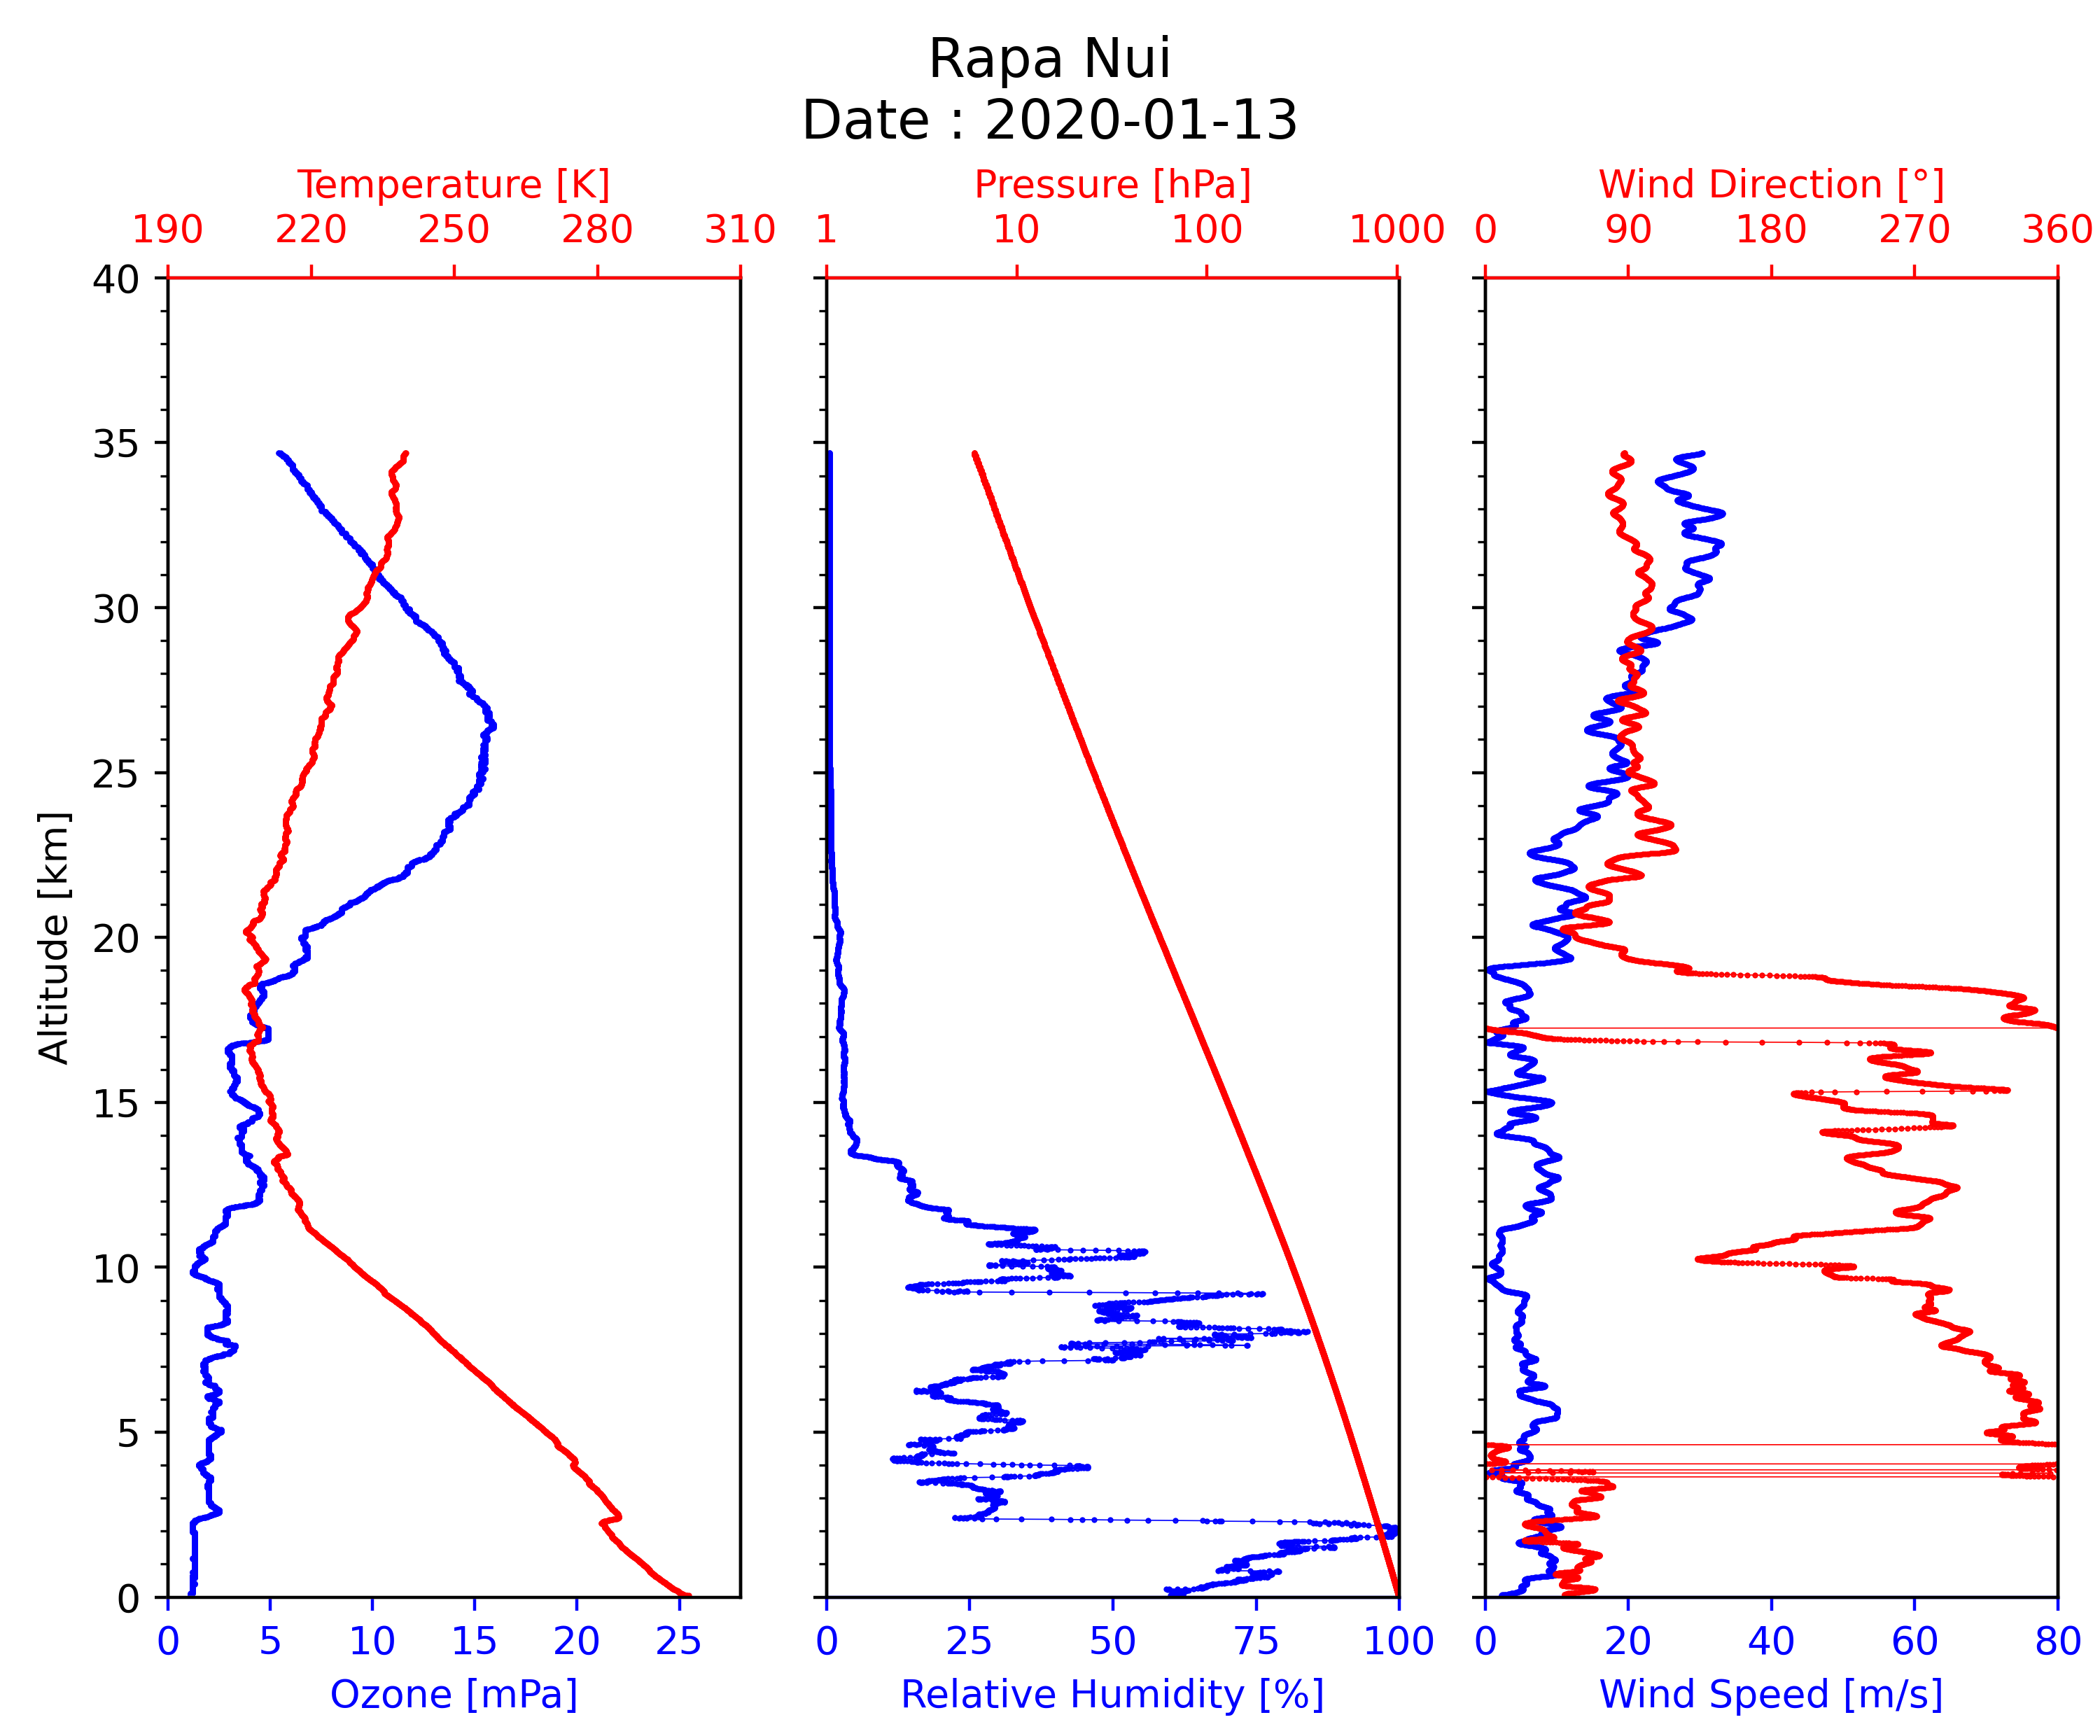 Rapa Nui
Date : 2020-01-13
Temperature [K]
190 220 250 280 310
Pressure [hPa]
1 10 100 1000
Wind Direction [°]
0 90 180 270 360
Altitude [km]
40
35
30
25
20
15
10
5
0
0 5 10 15 20 25
Ozone [mPa]
0 25 50 75 100
Relative Humidity [%]
0 20 40 60 80
Wind Speed [m/s]